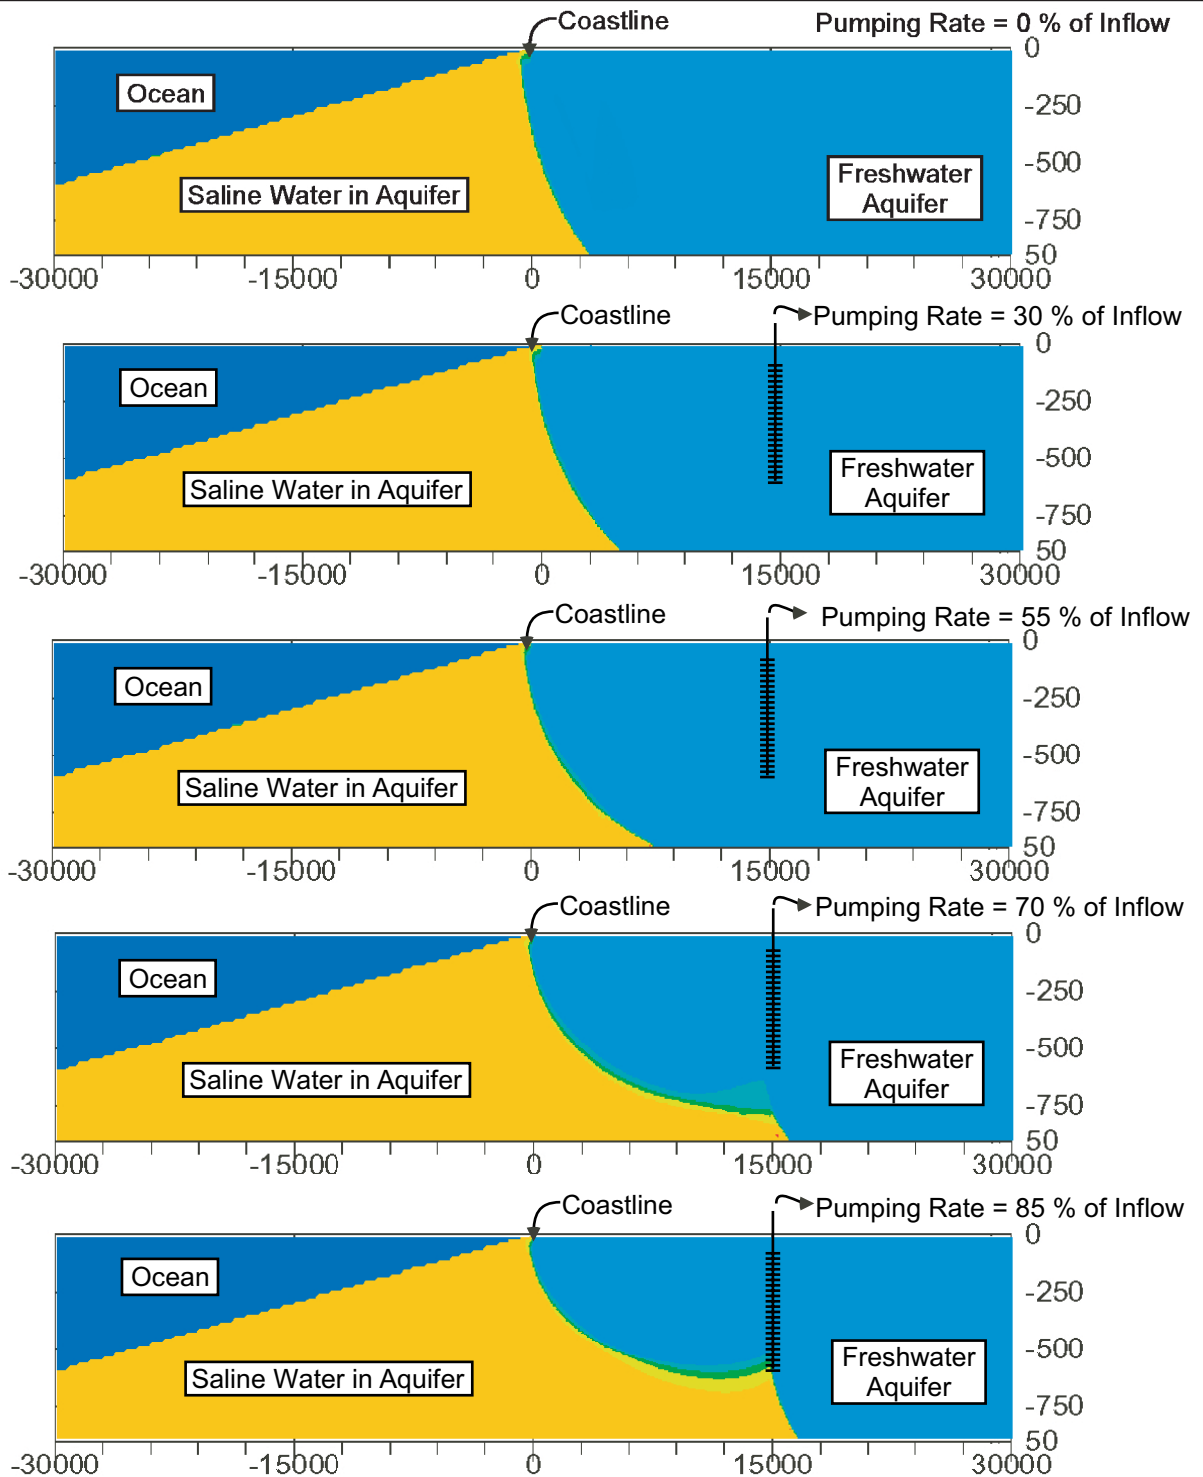 Coastline
Pumping Rate = 0 % of Inflow
Ocean
Saline Water in Aquifer
Freshwater
Aquifer
0
-250
-500
-750
50
-30000
-15000
0
15000
30000
Coastline
Pumping Rate = 30 % of Inflow
Ocean
Saline Water in Aquifer
Freshwater
Aquifer
0
-250
-500
-750
50
-30000
-15000
0
15000
30000
Coastline
Pumping Rate = 55 % of Inflow
Ocean
Saline Water in Aquifer
Freshwater
Aquifer
0
-250
-500
-750
50
-30000
-15000
0
15000
30000
Coastline
Pumping Rate = 70 % of Inflow
Ocean
Saline Water in Aquifer
Freshwater
Aquifer
0
-250
-500
-750
50
-30000
-15000
0
15000
30000
Coastline
Pumping Rate = 85 % of Inflow
Ocean
Saline Water in Aquifer
Freshwater
Aquifer
0
-250
-500
-750
50
-30000
-15000
0
15000
30000